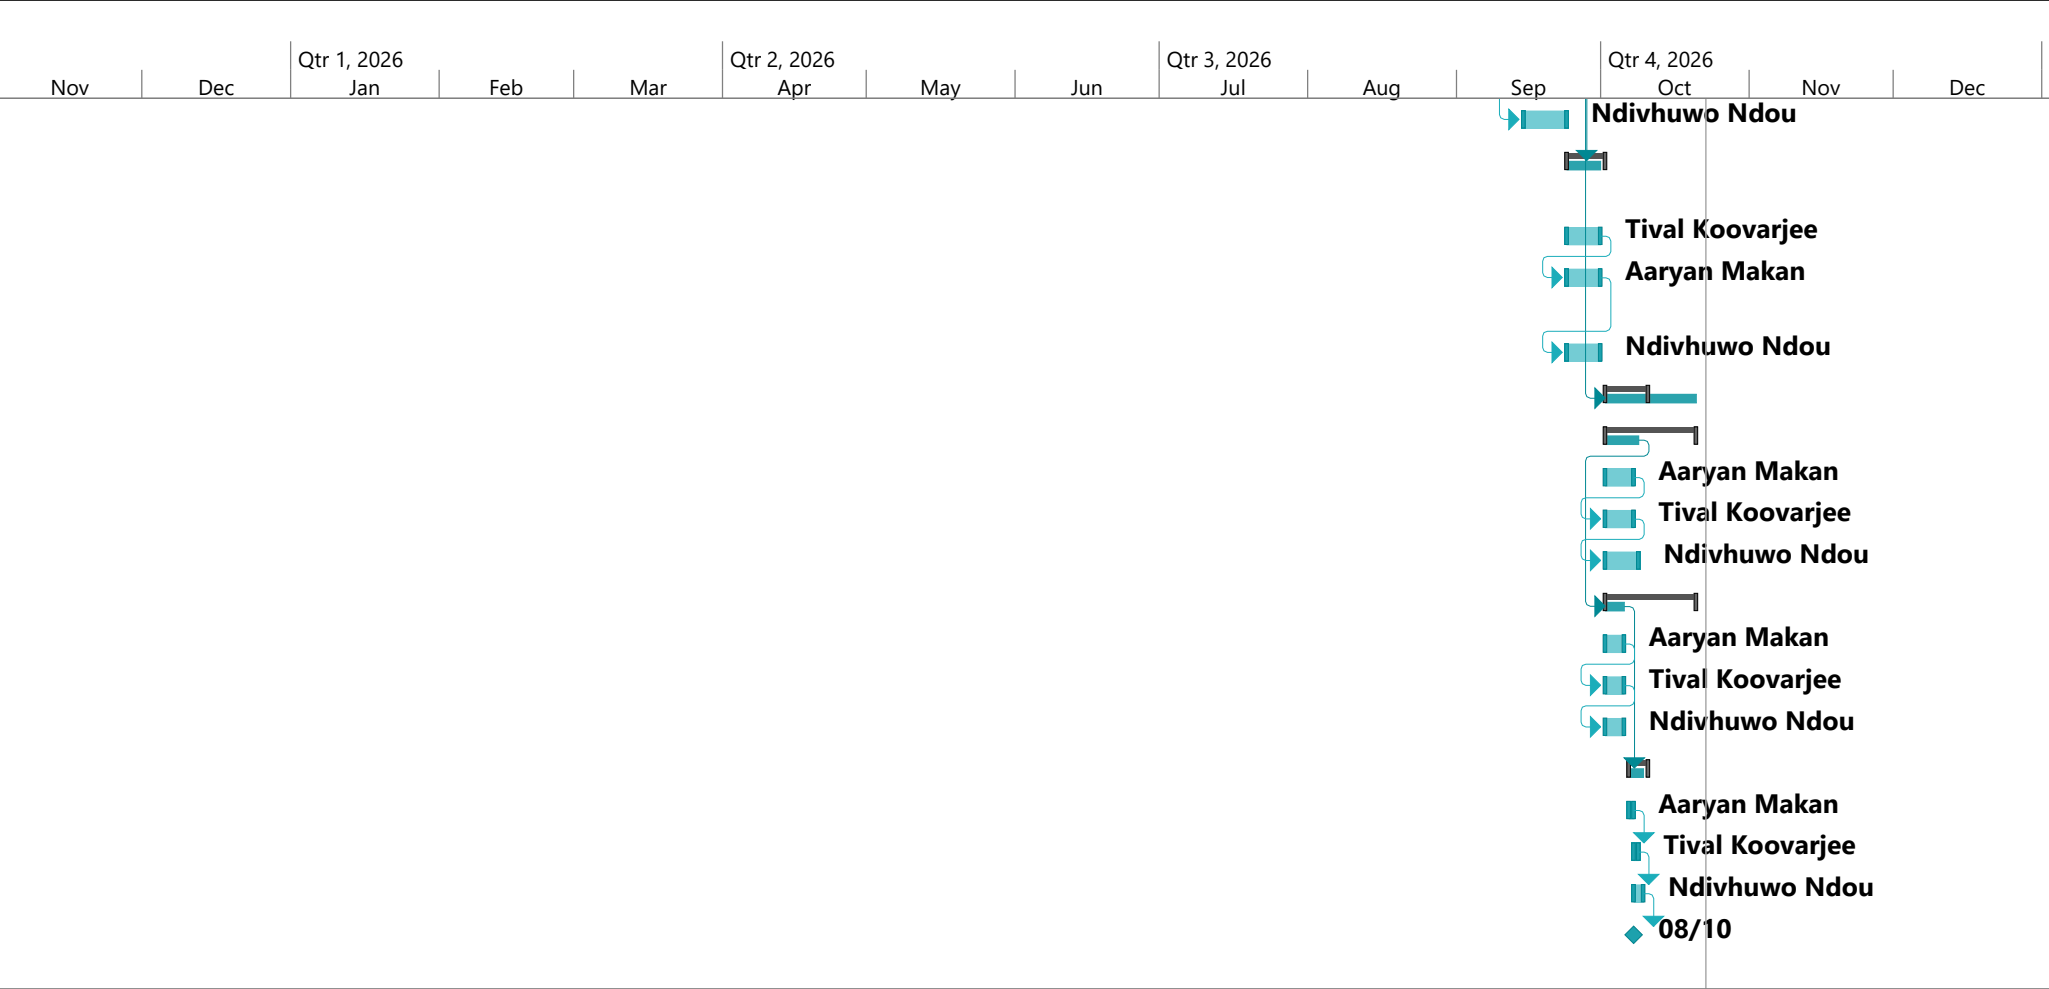 Qtr 1, 2026 Qtr 2, 2026 Qtr 3, 2026 Qtr 4, 2026
Nov Dec Jan Feb Mar Apr May Jun Jul Aug Sep Oct Nov Dec
Ndivhuwo Ndou
Tival Koovarjee
Aaryan Makan
Ndivhuwo Ndou
Aaryan Makan
Tival Koovarjee
Ndivhuwo Ndou
Aaryan Makan
Tival Koovarjee
Ndivhuwo Ndou
Aaryan Makan
Tival Koovarjee
Ndivhuwo Ndou
08/10